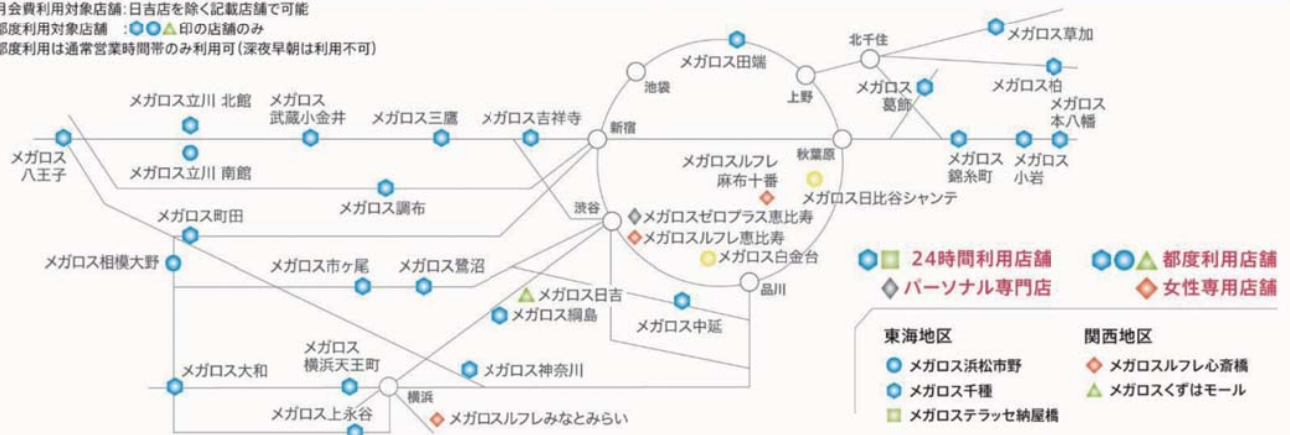 月会費利用対象店舗:日吉店を除く記載店舗で可能
都度利用対象店舗 : 印の店舗のみ
都度利用は通常営業時間帯のみ利用可(深夜早朝は利用不可)
北千住
メガロス草加
メガロス田端
池袋
上野
メガロス
葛飾
メガロス柏
メガロス
本八幡
メガロス立川 北館
メガロス
武蔵小金井
メガロス三鷹
メガロス吉祥寺
新宿
メガロス
八王子
メガロス立川 南館
秋葉原
メガロス
錦糸町
メガロス
小岩
メガロスルフレ
麻布十番
メガロス日比谷シャンテ
メガロス調布
渋谷
メガロスゼロプラス恵比寿
メガロスルフレ恵比寿
メガロス白金台
メガロス町田
メガロス相模大野
メガロス市ヶ尾
メガロス鷺沼
品川
メガロス日吉
メガロス綱島
メガロス中延
メガロス大和
メガロス
横浜天王町
メガロス神奈川
横浜
メガロス上永谷
メガロスルフレみなとみらい
24時間利用店舗
都度利用店舗
パーソナル専門店
女性専用店舗
東海地区
メガロス浜松市野
メガロス千種
メガロステラッセ納屋橋
関西地区
メガロスルフレ心斎橋
メガロスくずはモール